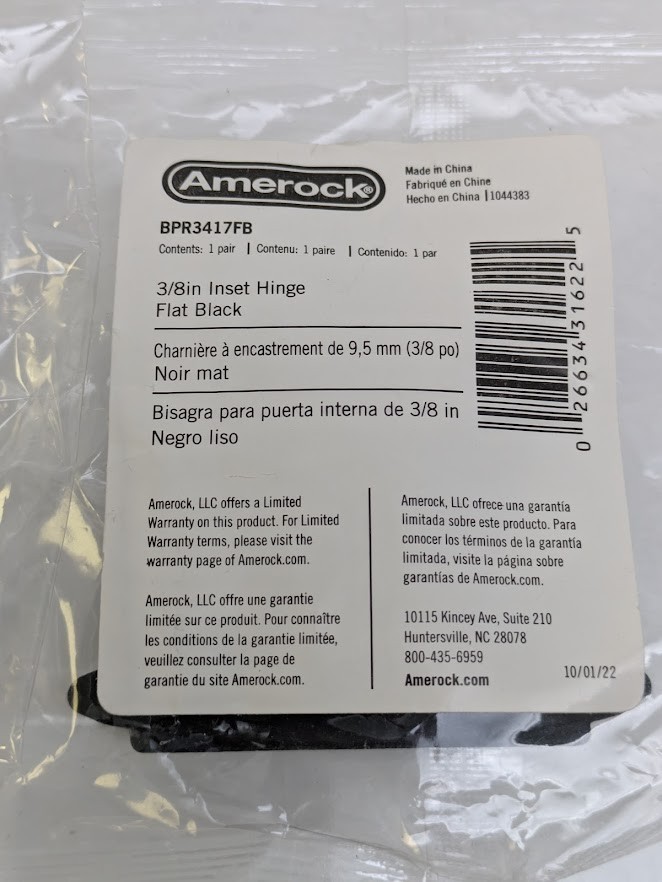 Amerock®
Made in China
Fabriqué en Chine
Hecho en China | 1044383
BPR3417FB
Contents: 1 pair | Contenu: 1 paire | Contenido: 1 par
3/8in Inset Hinge
Flat Black
Charnière à encastrement de 9,5 mm (3/8 po)
Noir mat
Bisagra para puerta interna de 3/8 in
Negro liso
0 26634 31622 5
Amerock, LLC offers a Limited
Warranty on this product. For Limited
Warranty terms, please visit the
warranty page of Amerock.com.
Amerock, LLC offre une garantie
limitée sur ce produit. Pour connaître
les conditions de la garantie limitée,
veuillez consulter la page de
garantie du site Amerock.com.
Amerock, LLC ofrece una garantía
limitada sobre este producto. Para
conocer los términos de la garantía
limitada, visite la página sobre
garantías de Amerock.com.
10115 Kincey Ave, Suite 210
Huntersville, NC 28078
800-435-6959
Amerock.com
10/01/22